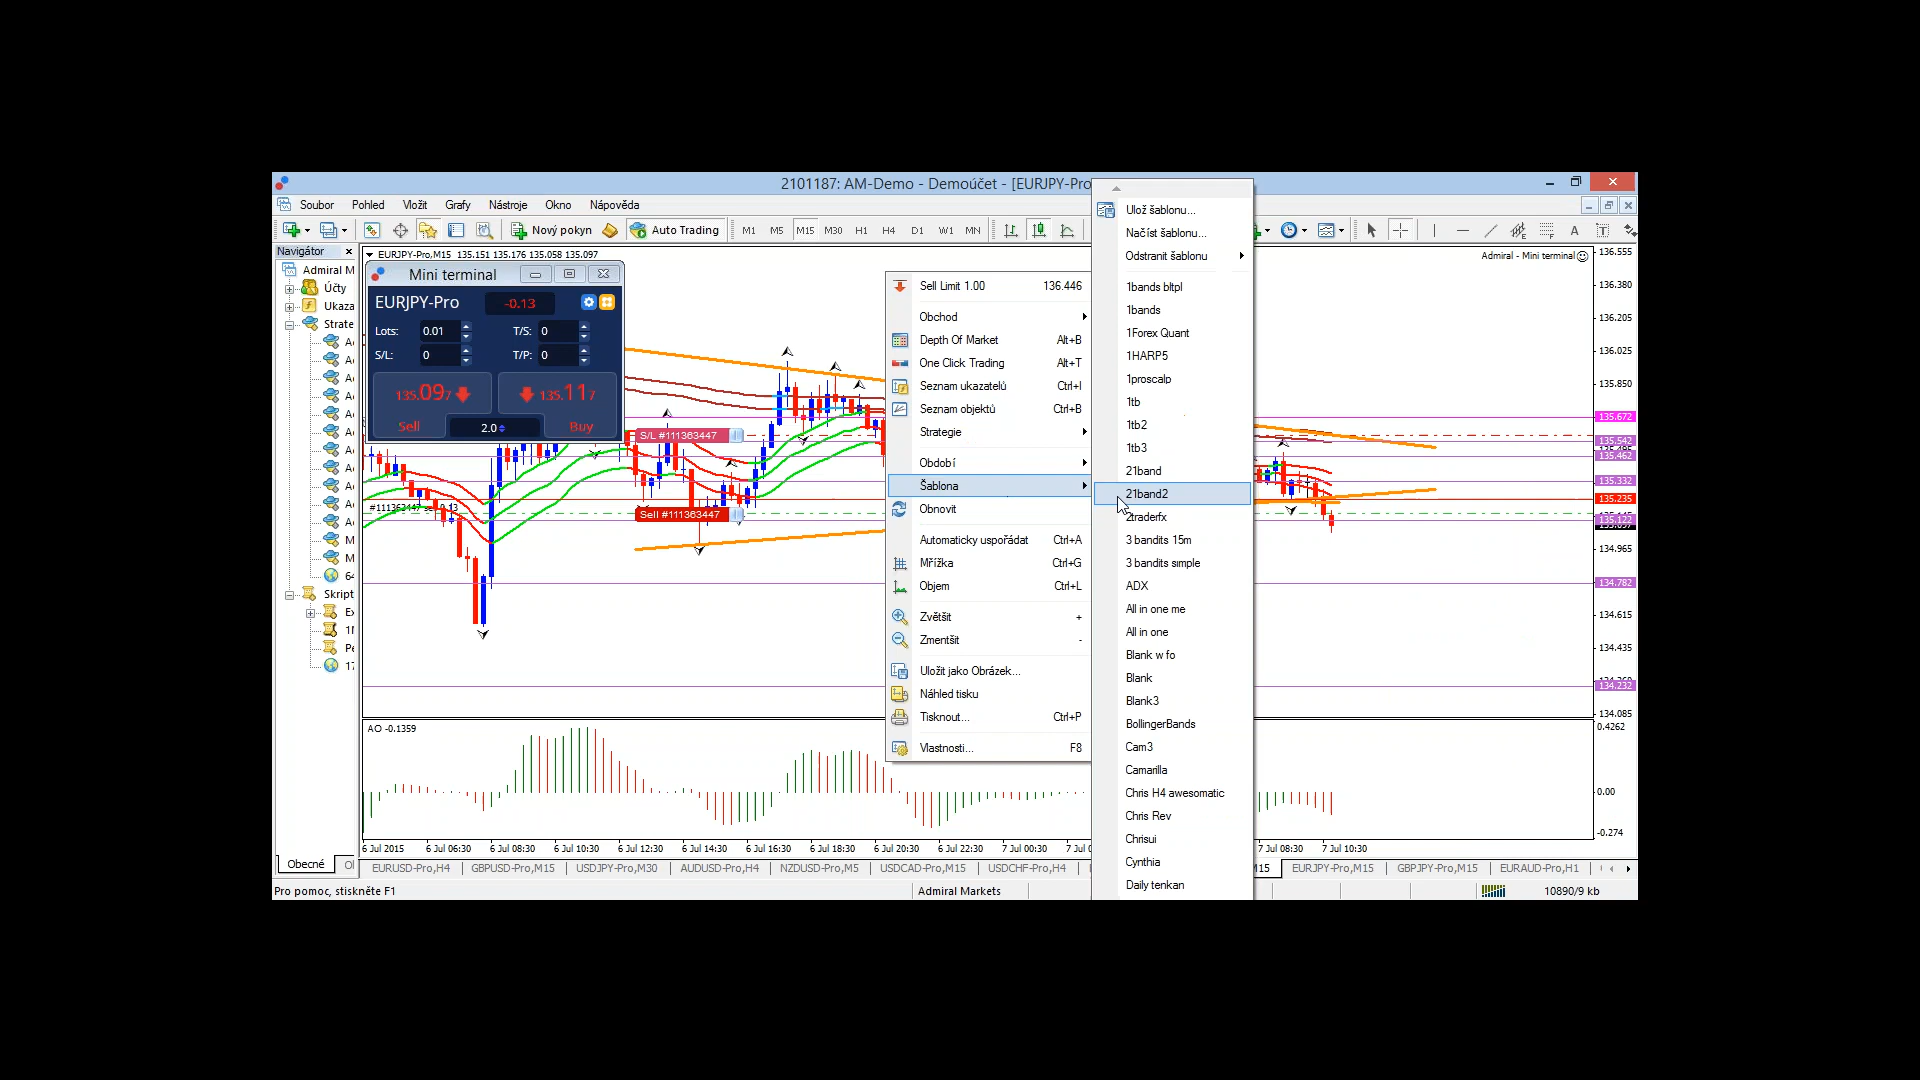 2101187: AM-Demo - Demoúčet - [EURJPY-Pro
Soubor Pohled Vložit Grafy Nástroje Okno Nápověda
Nový pokyn Auto Trading M1 M5 M15 M30 H1 H4 D1 W1 MN
Navigátor
Admiral M
Účty
Ukaza
Strate
Skript
Obecné
EURJPY-Pro,M15 135.151 135.176 135.058 135.097
Admiral - Mini terminal
Mini terminal
EURJPY-Pro -0.13
Lots: 0.01 T/S: 0
S/L: 0 T/P: 0
135.097 135.117
Sell 2.0 Buy
S/L #111363447
Sell #111363447
Sell Limit 1.00 136.446
Obchod
Depth Of Market Alt+B
One Click Trading Alt+T
Seznam ukazatelů Ctrl+I
Seznam objektů Ctrl+B
Strategie
Období
Šablona
Obnovit
Automaticky uspořádat Ctrl+A
Mřížka Ctrl+G
Objem Ctrl+L
Zvětšit +
Zmenšit -
Uložit jako Obrázek...
Náhled tisku
Tisknout... Ctrl+P
Vlastnosti... F8
Ulož šablonu...
Načíst šablonu...
Odstranit šablonu
1bands bltpl
1bands
1Forex Quant
1HARP5
1proscalp
1tb
1tb2
1tb3
21band
21band2
2traderfx
3 bandits 15m
3 bandits simple
ADX
All in one me
All in one
Blank w fo
Blank
Blank3
BollingerBands
Cam3
Camarilla
Chris H4 awesomatic
Chris Rev
Chrisui
Cynthia
Daily tenkan
136.555
136.380
136.205
136.025
135.850
135.672
135.542
135.462
135.332
135.235
135.122
134.965
134.782
134.615
134.435
134.232
134.085
AO -0.1359
0.4262
0.00
-0.274
6 Jul 2015 6 Jul 06:30 6 Jul 08:30 6 Jul 10:30 6 Jul 12:30 6 Jul 14:30 6 Jul 16:30 6 Jul 18:30 6 Jul 20:30 6 Jul 22:30 7 Jul 00:30 7 Jul 0 7 Jul 08:30 7 Jul 10:30
EURUSD-Pro,H4 GBPUSD-Pro,M15 USDJPY-Pro,M30 AUDUSD-Pro,H4 NZDUSD-Pro,M5 USDCAD-Pro,M15 USDCHF-Pro,H4 M15 EURJPY-Pro,M15 GBPJPY-Pro,M15 EURAUD-Pro,H1
Pro pomoc, stiskněte F1 Admiral Markets 10890/9 kb